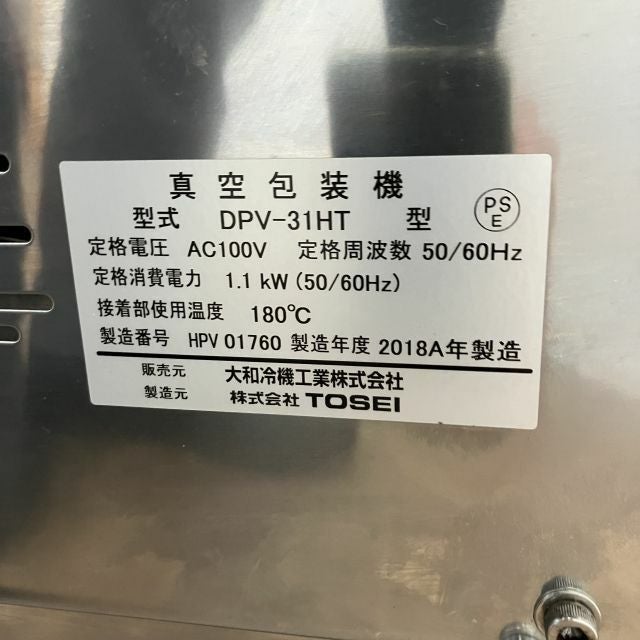 真空包装機
型式 DPV-31HT 型 PSE
定格電圧 AC100V 定格周波数 50/60Hz
定格消費電力 1.1 kW (50/60Hz)
接着部使用温度 180℃
製造番号 HPV 01760 製造年度 2018A年製造
販売元 大和冷機工業株式会社
製造元 株式会社 TOSEI